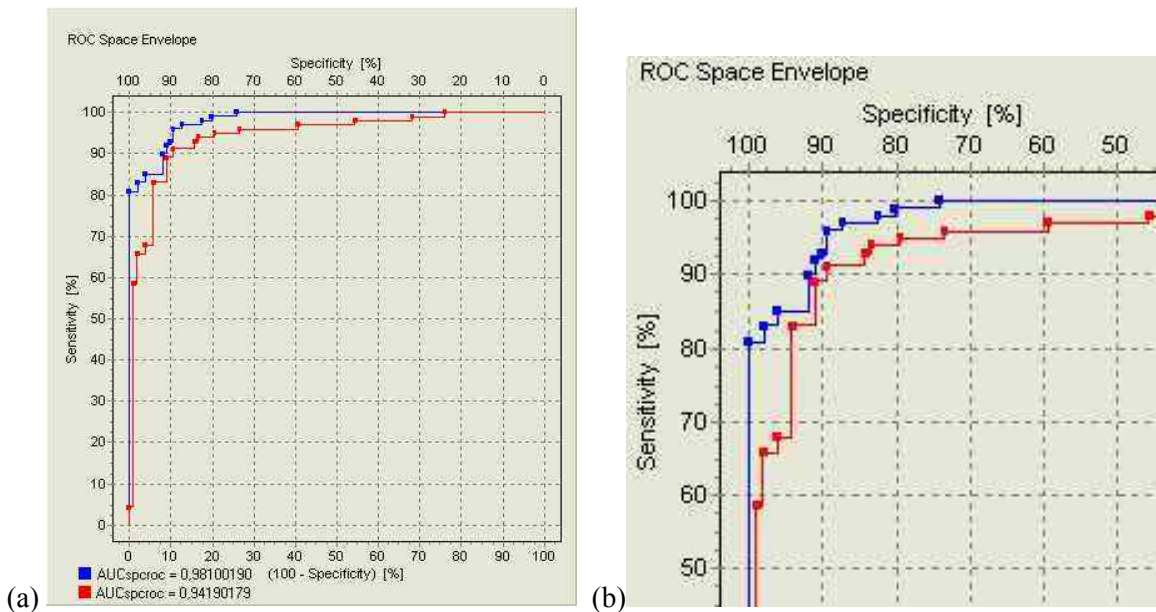 ROC Space Envelope
Specificity [%]
100 90 80 70 60 50 40 30 20 10 0
100
90
80
70
60
50
40
30
20
10
0
Sensitivity [%]
0 10 20 30 40 50 60 70 80 90 100
AUCspcroc = 0,98100190 (100 - Specificity) [%]
AUCspcroc = 0,94190179
(a)
ROC Space Envelope
Specificity [%]
100 90 80 70 60 50
100
90
80
70
60
50
Sensitivity [%]
(b)